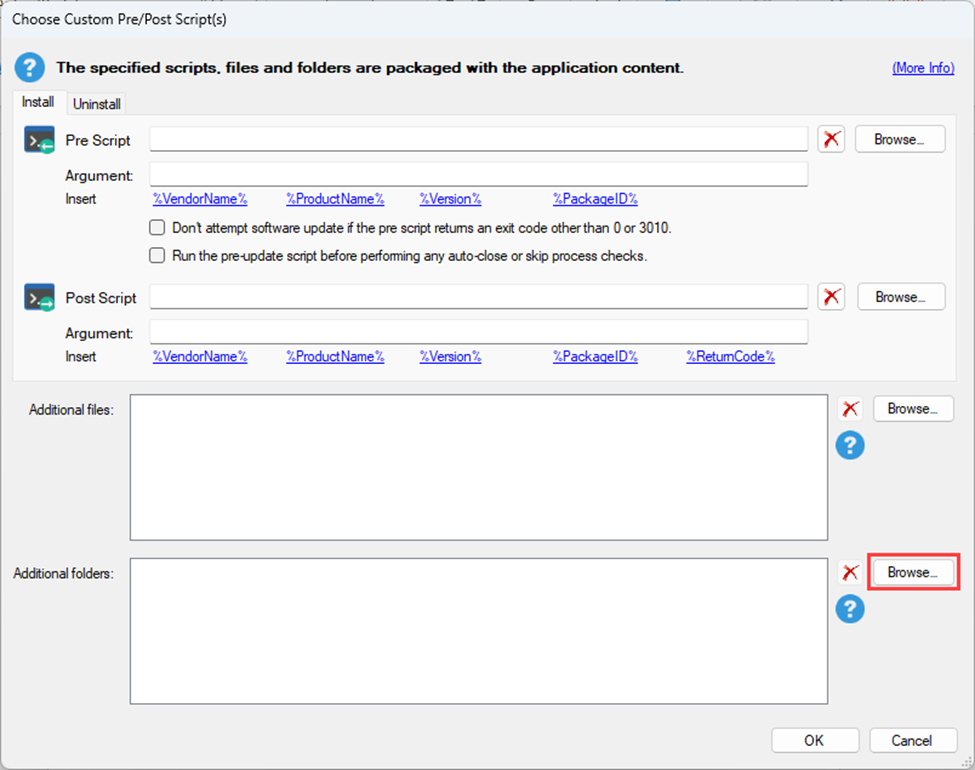 Choose Custom Pre/Post Script(s)
? The specified scripts, files and folders are packaged with the application content. (More Info)
Install Uninstall
Pre Script Browse...
Argument:
Insert %VendorName% %ProductName% %Version% %PackageID%
Don't attempt software update if the pre script returns an exit code other than 0 or 3010.
Run the pre-update script before performing any auto-close or skip process checks.
Post Script Browse...
Argument:
Insert %VendorName% %ProductName% %Version% %PackageID% %ReturnCode%
Additional files: Browse...
?
Additional folders: Browse...
?
OK Cancel